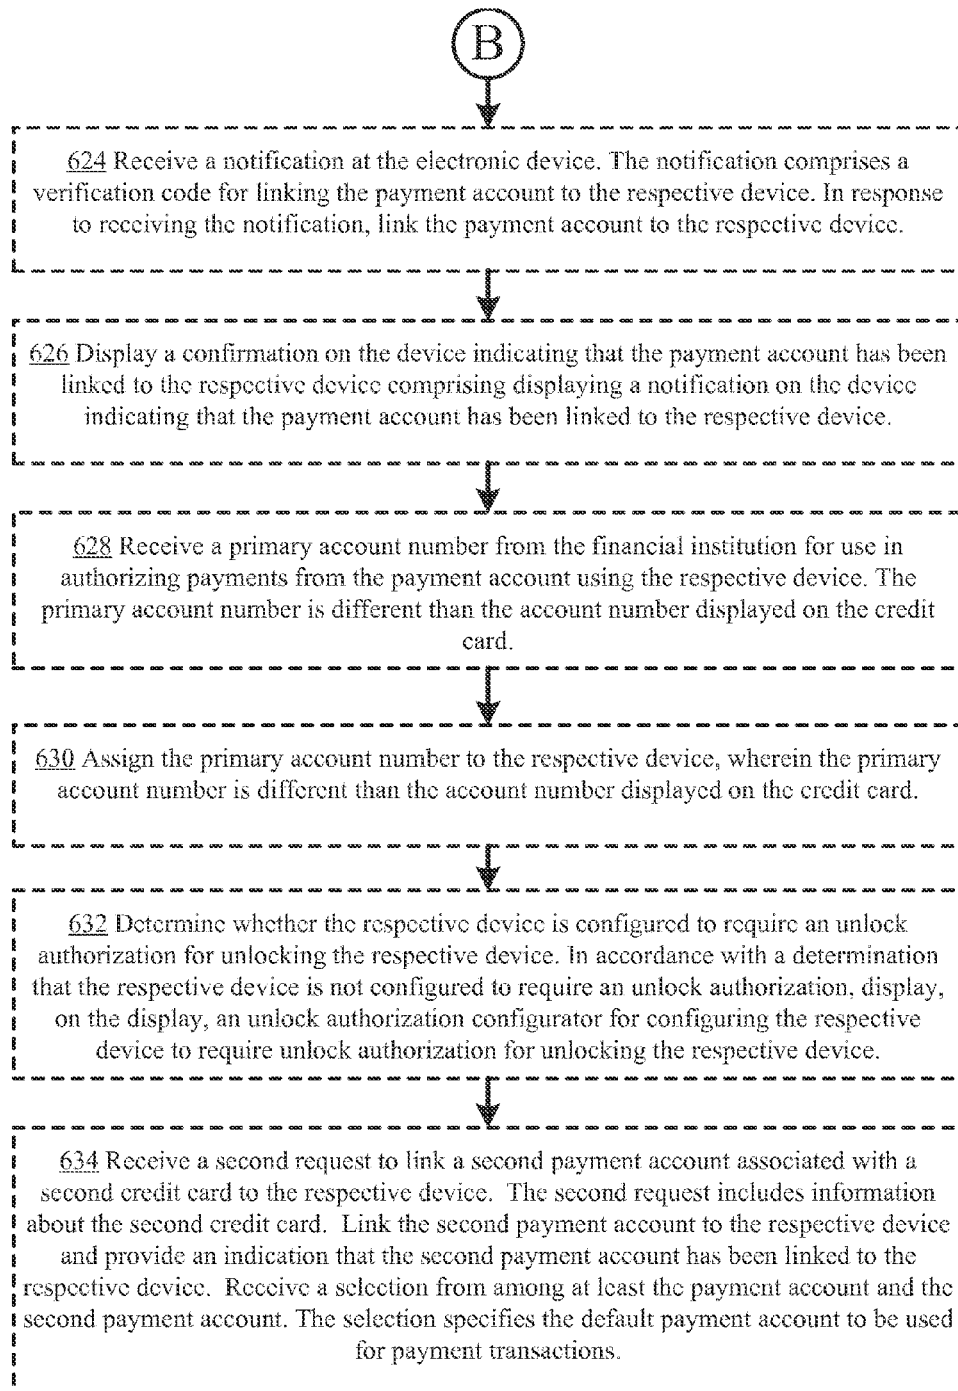 B
624 Receive a notification at the electronic device. The notification comprises a
verification code for linking the payment account to the respective device. In response
to receiving the notification, link the payment account to the respective device.
626 Display a confirmation on the device indicating that the payment account has been
linked to the respective device comprising displaying a notification on the device
indicating that the payment account has been linked to the respective device.
628 Receive a primary account number from the financial institution for use in
authorizing payments from the payment account using the respective device. The
primary account number is different than the account number displayed on the credit
card.
630 Assign the primary account number to the respective device, wherein the primary
account number is different than the account number displayed on the credit card.
632 Determine whether the respective device is configured to require an unlock
authorization for unlocking the respective device. In accordance with a determination
that the respective device is not configured to require an unlock authorization, display,
on the display, an unlock authorization configurator for configuring the respective
device to require unlock authorization for unlocking the respective device.
634 Receive a second request to link a second payment account associated with a
second credit card to the respective device. The second request includes information
about the second credit card. Link the second payment account to the respective device
and provide an indication that the second payment account has been linked to the
respective device. Receive a selection from among at least the payment account and the
second payment account. The selection specifies the default payment account to be used
for payment transactions.